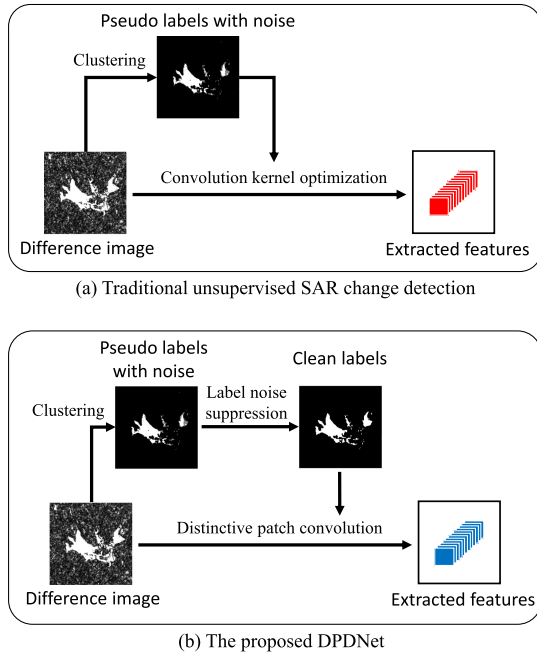 Pseudo labels with noise
Clustering
Convolution kernel optimization
Difference image
Extracted features
(a) Traditional unsupervised SAR change detection
Pseudo labels
with noise
Clean labels
Clustering
Label noise
suppression
Distinctive patch convolution
Difference image
Extracted features
(b) The proposed DPDNet